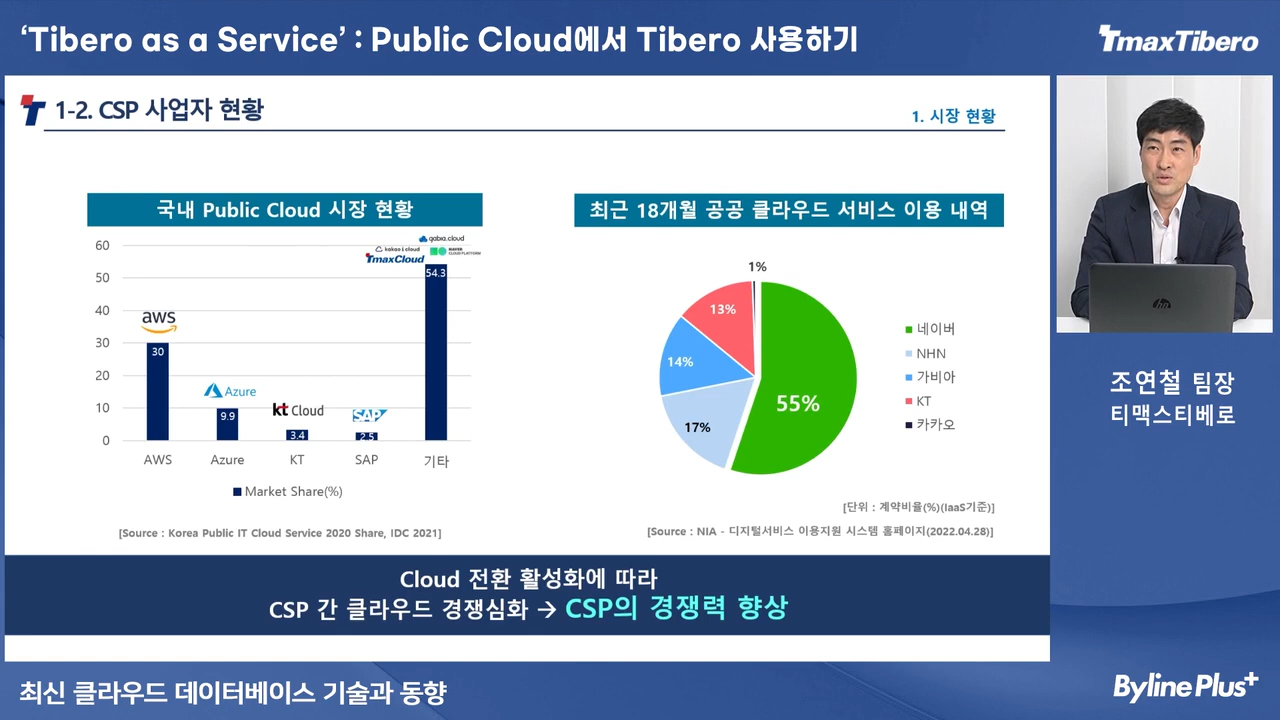 ‘Tibero as a Service’ : Public Cloud에서 Tibero 사용하기
TmaxTibero
1-2. CSP 사업자 현황
1. 시장 현황
국내 Public Cloud 시장 현황
60
50
40
30
20
10
0
gabia.cloud
kakao i cloud
NAVER
CLOUD PLATFORM
TmaxCloud
54.3
aws
30
Azure
9.9
kt Cloud
3.4
SAP
2.5
AWS
Azure
KT
SAP
기타
Market Share(%)
[Source : Korea Public IT Cloud Service 2020 Share, IDC 2021]
최근 18개월 공공 클라우드 서비스 이용 내역
1%
13%
14%
17%
55%
네이버
NHN
가비아
KT
카카오
[단위 : 계약비율(%)(IaaS기준)]
[Source : NIA - 디지털서비스 이용지원 시스템 홈페이지(2022.04.28)]
Cloud 전환 활성화에 따라
CSP 간 클라우드 경쟁심화 → CSP의 경쟁력 향상
hp
조연철 팀장
티맥스티베로
최신 클라우드 데이터베이스 기술과 동향
Byline Plus+